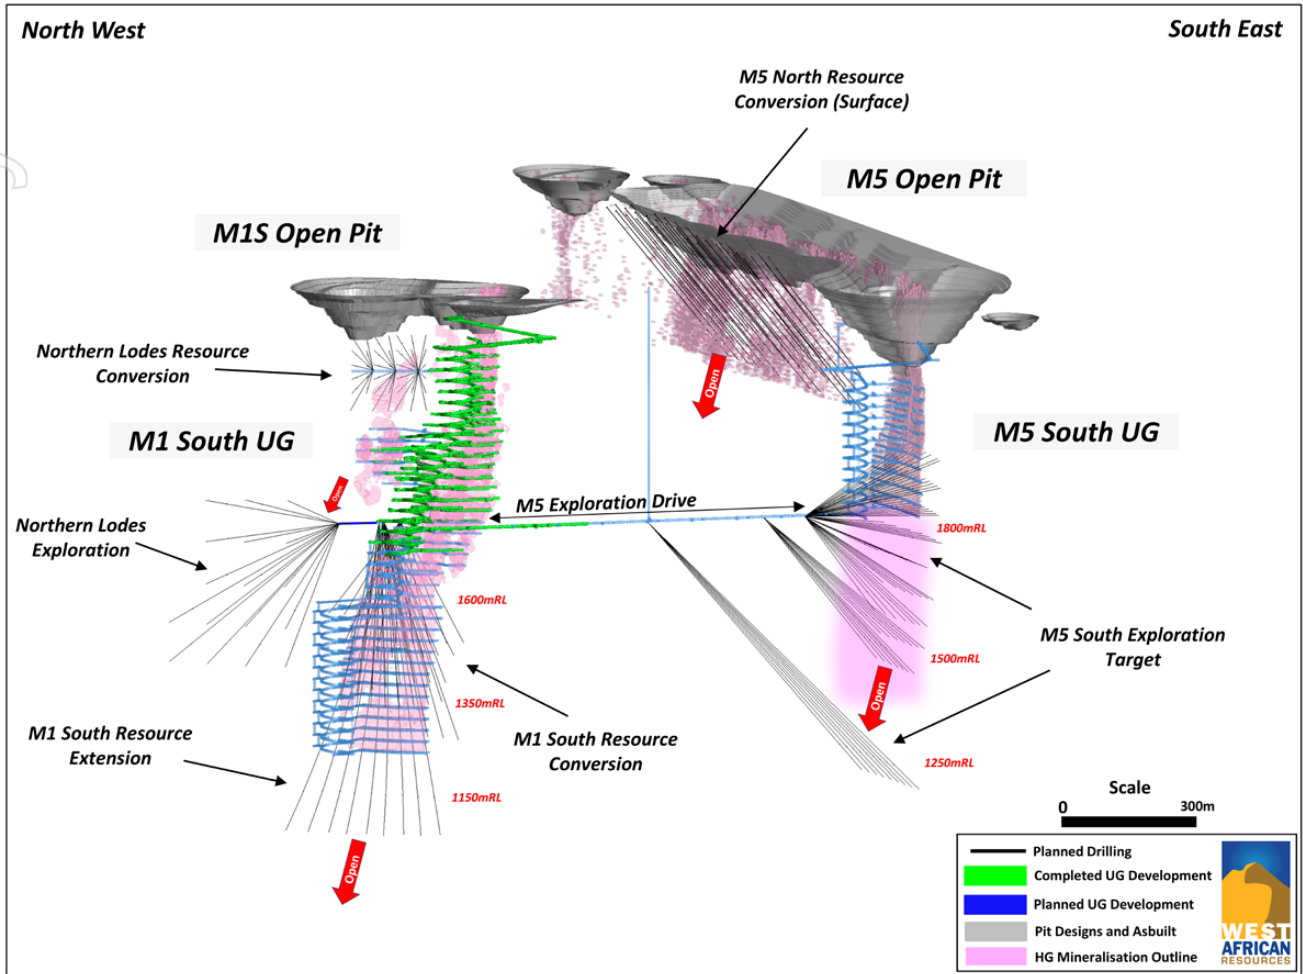 North West
South East
M5 North Resource
Conversion (Surface)
M5 Open Pit
M1S Open Pit
Northern Lodes Resource
Conversion
Open
M1 South UG
M5 South UG
Open
M5 Exploration Drive
Northern Lodes
Exploration
1800mRL
1600mRL
M5 South Exploration
Target
1500mRL
Open
1350mRL
M1 South Resource
Extension
M1 South Resource
Conversion
1250mRL
1150mRL
Scale
0 300m
Open
Planned Drilling
Completed UG Development
Planned UG Development
Pit Designs and Asbuilt
HG Mineralisation Outline
WEST
AFRICAN
RESOURCES